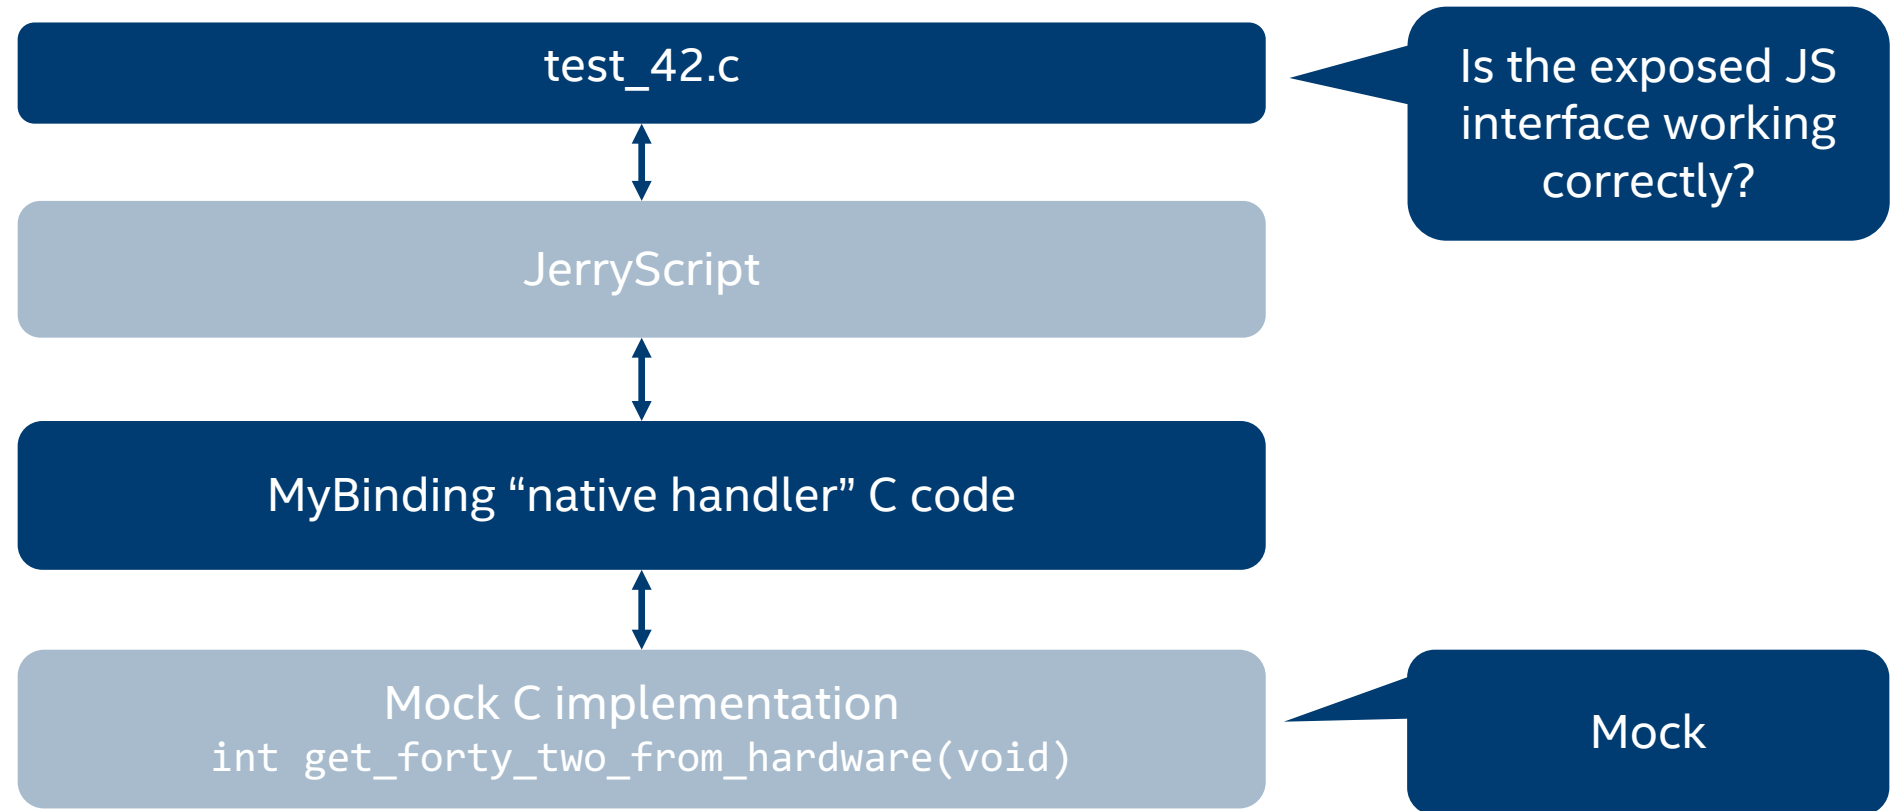 test_42.c
Is the exposed JS
interface working
correctly?
JerryScript
MyBinding “native handler” C code
Mock C implementation
int get_forty_two_from_hardware(void)
Mock